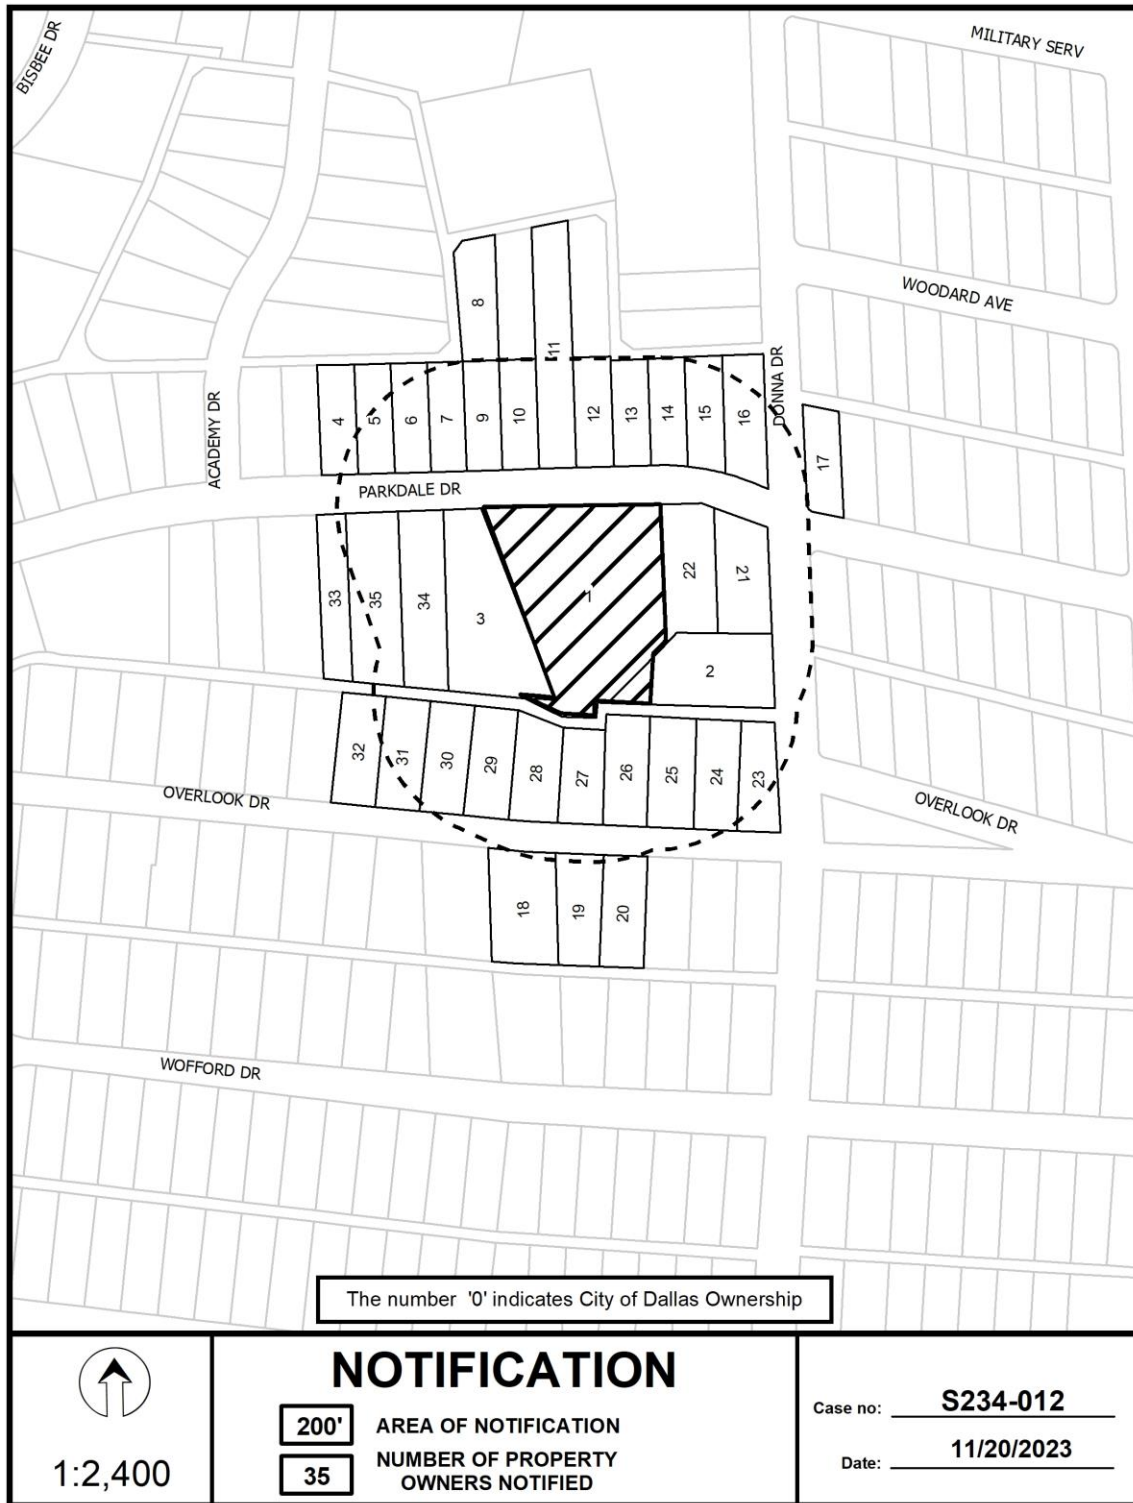 BISBEE DR
MILITARY SERV
WOODARD AVE
8
11
DONNA DR
ACADEMY DR
4
5
6
7
9
10
12
13
14
15
16
17
PARKDALE DR
33
35
34
3
1
22
21
2
32
31
30
29
28
27
26
25
24
23
OVERLOOK DR
OVERLOOK DR
18
19
20
WOFFORD DR
The number '0' indicates City of Dallas Ownership
1:2,400
NOTIFICATION
200' AREA OF NOTIFICATION
35 NUMBER OF PROPERTY
OWNERS NOTIFIED
Case no: S234-012
Date: 11/20/2023